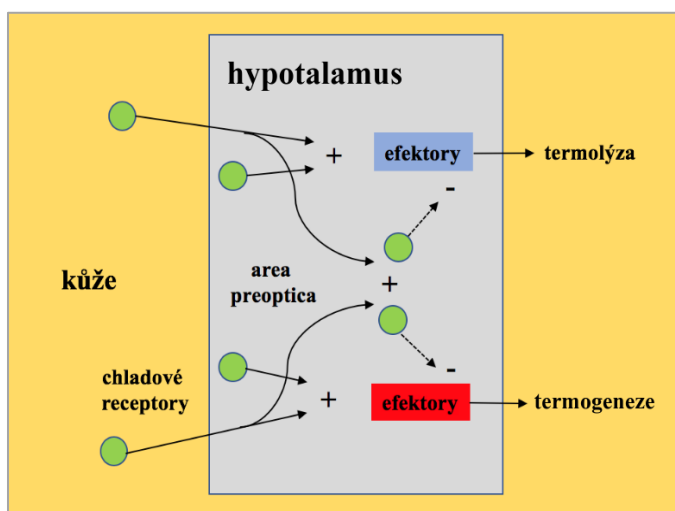 hypotalamus
+
efektory
termolýza
-
kůže
area
preoptica
+
chladové
receptory
-
+
efektory
termogeneze